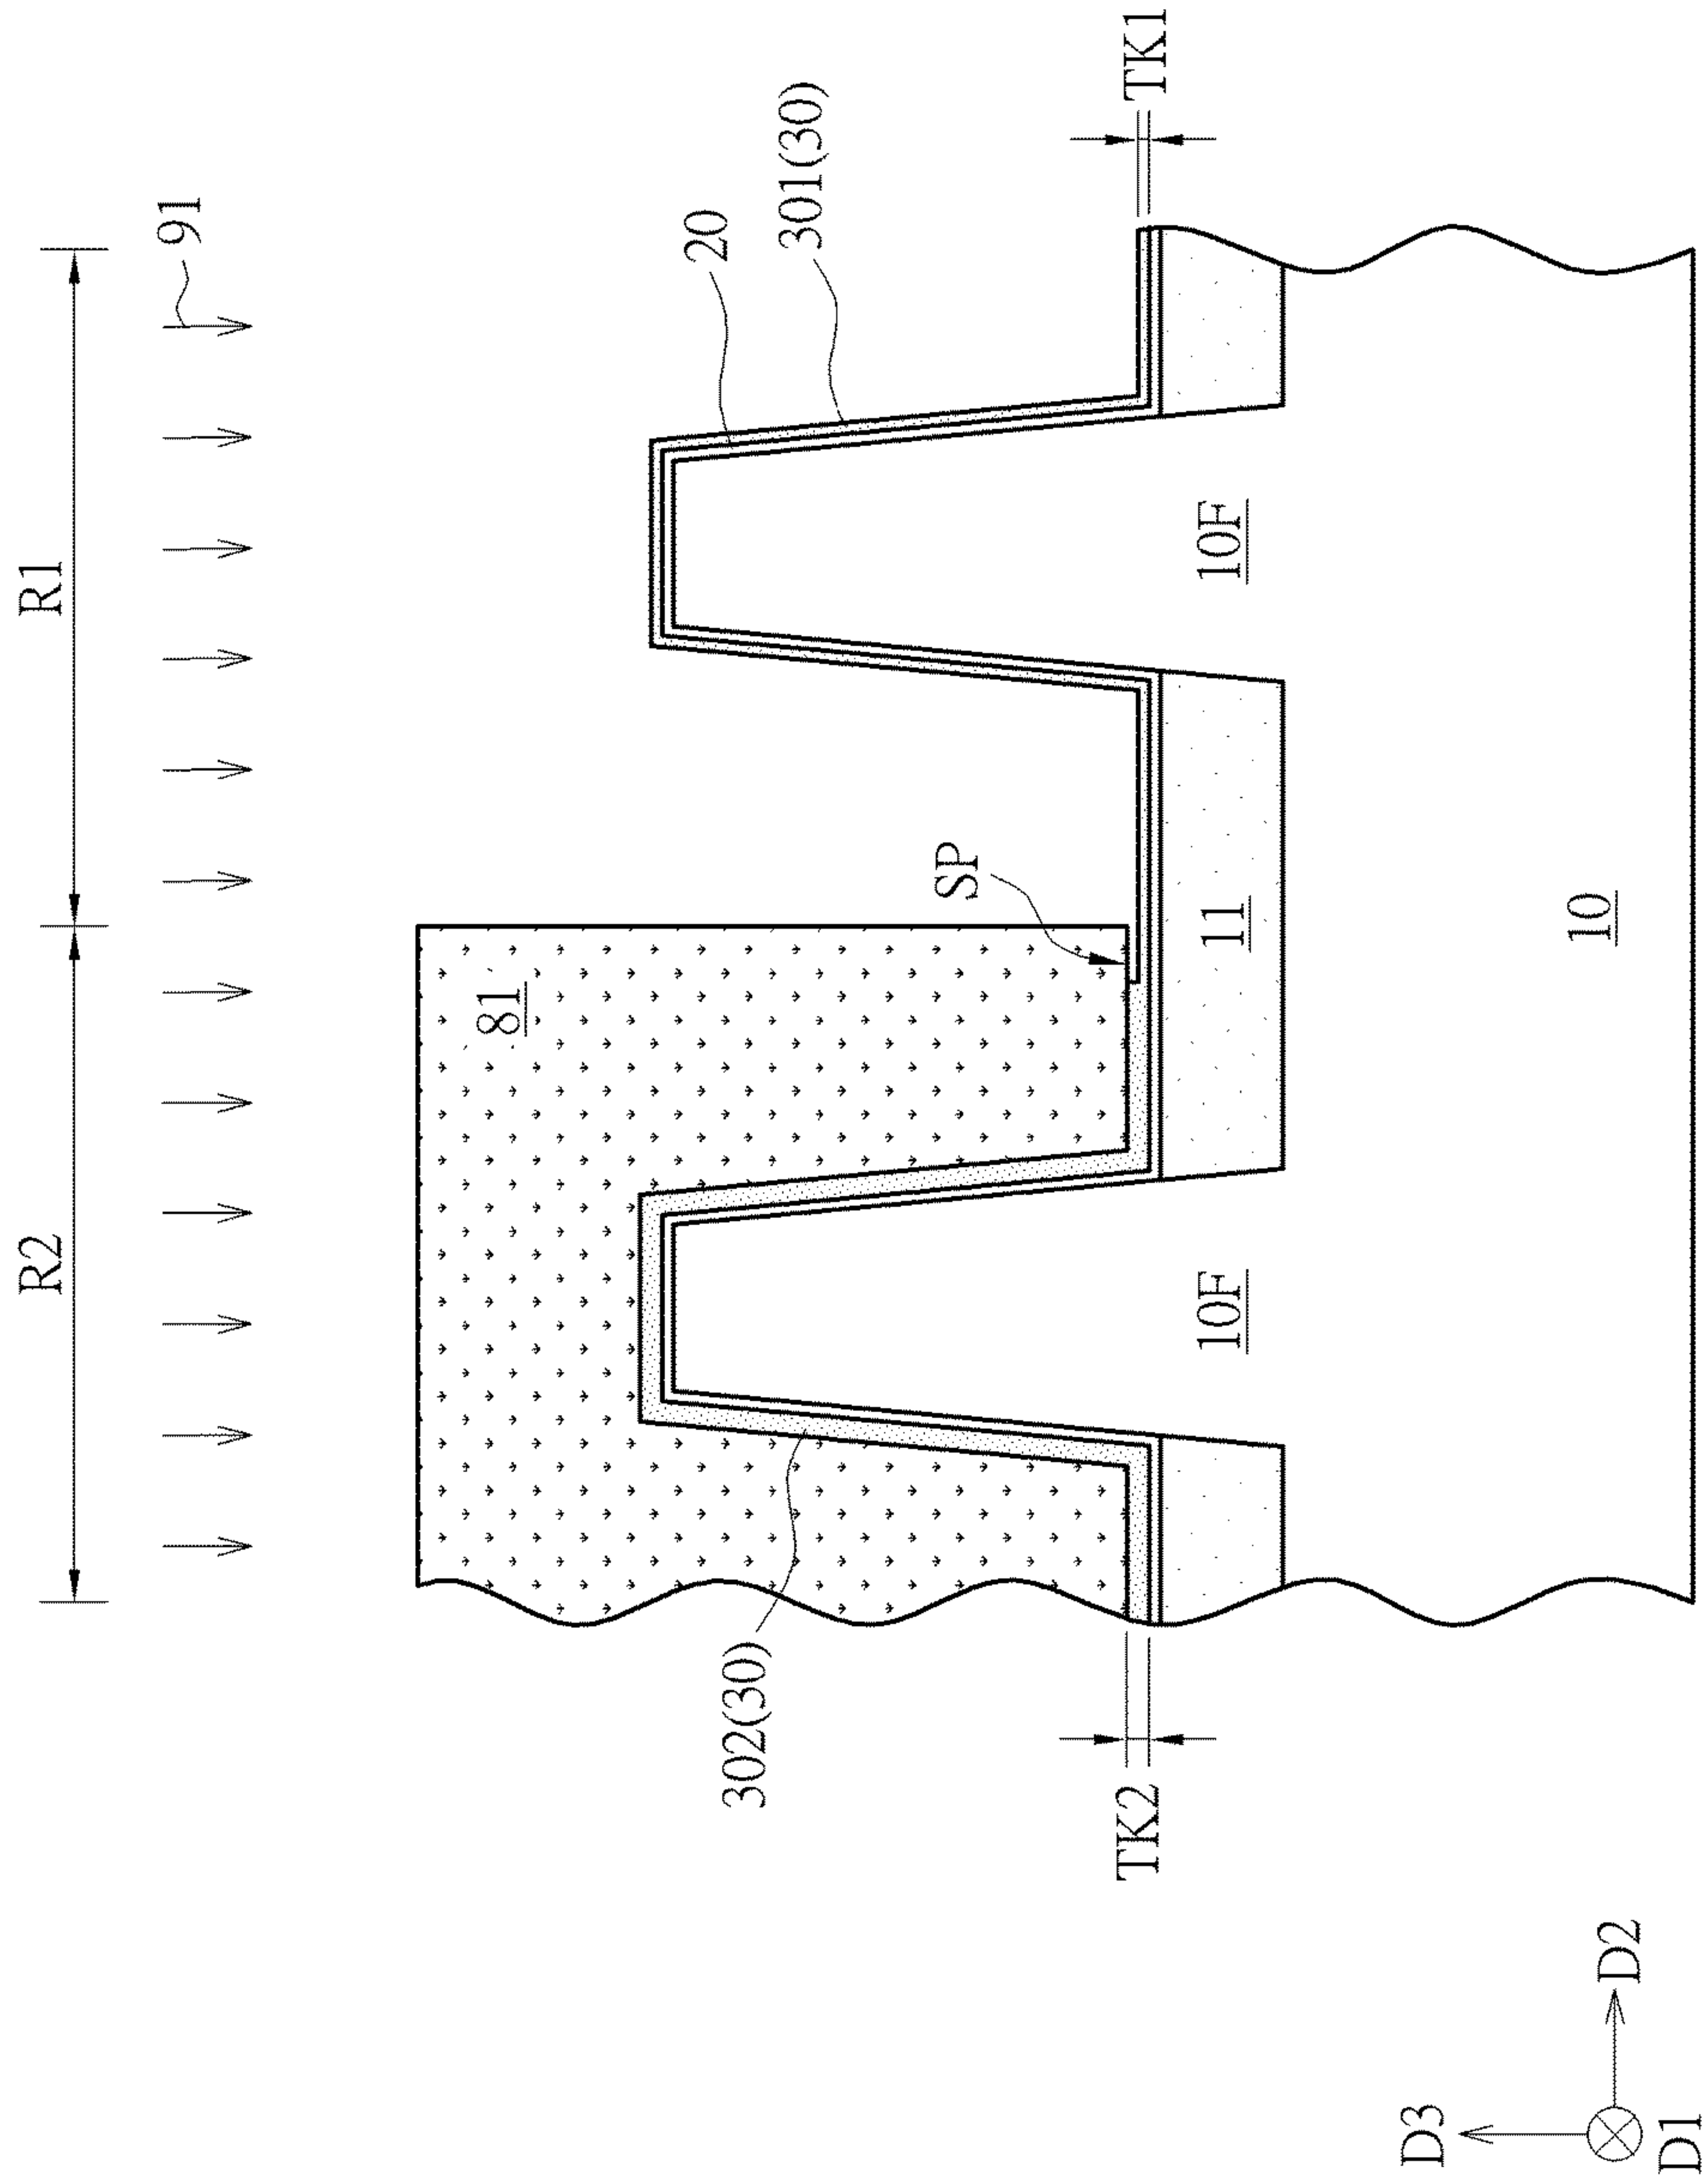 R2
R1
91
81
20
302(30)
301(30)
SP
TK2
TK1
10F
11
10F
D3
10
D2
D1